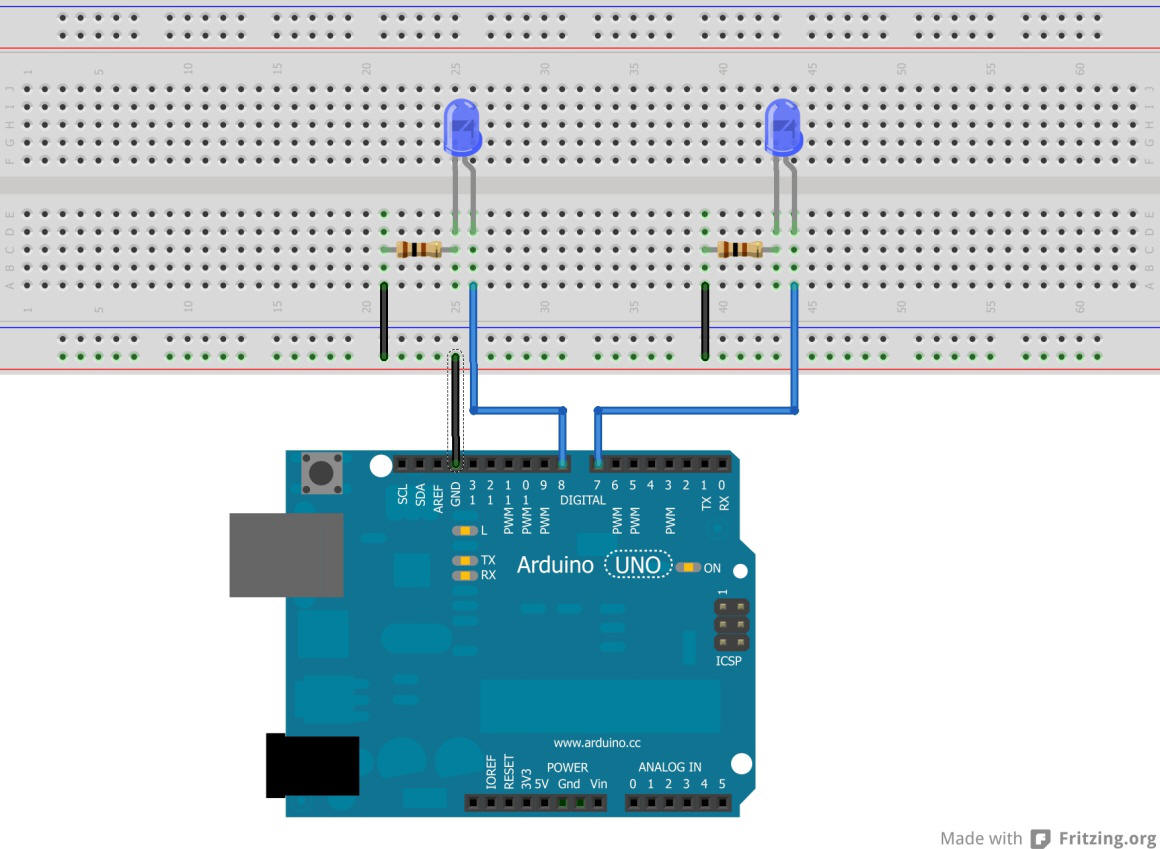 1 5 10 15 20 25 30 35 40 45 50 55 60
J J
I I
H H
G G
F F
E E
D D
C C
B B
A A
1 5 10 15 20 25 30 35 40 45 50 55 60
SCL SDA AREF GND 13 12 11 10 9 8 7 6 5 4 3 2 1 0
PWM PWM PWM DIGITAL PWM PWM PWM TX RX
L
TX
RX
Arduino UNO ON
1
ICSP
www.arduino.cc
IOREF RESET 3V3 5V Gnd Vin
POWER
ANALOG IN
0 1 2 3 4 5
Made with Fritzing.org